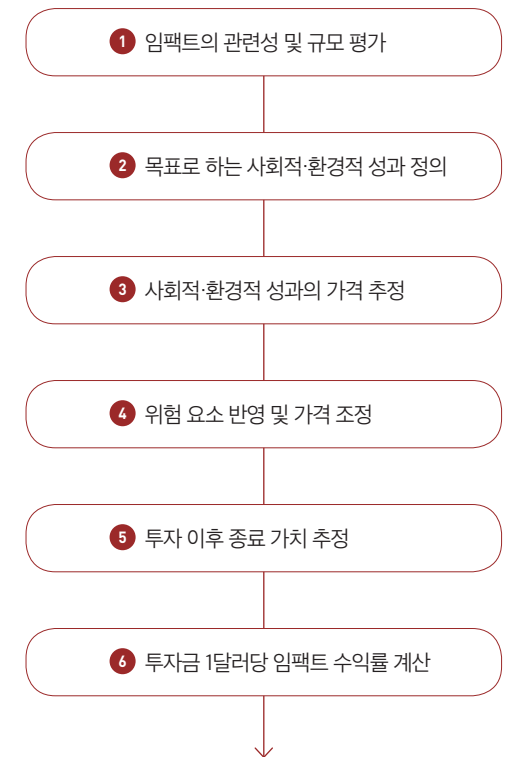 1 임팩트의 관련성 및 규모 평가
2 목표로 하는 사회적·환경적 성과 정의
3 사회적·환경적 성과의 가격 추정
4 위험 요소 반영 및 가격 조정
5 투자 이후 종료 가치 추정
6 투자금 1달러당 임팩트 수익률 계산